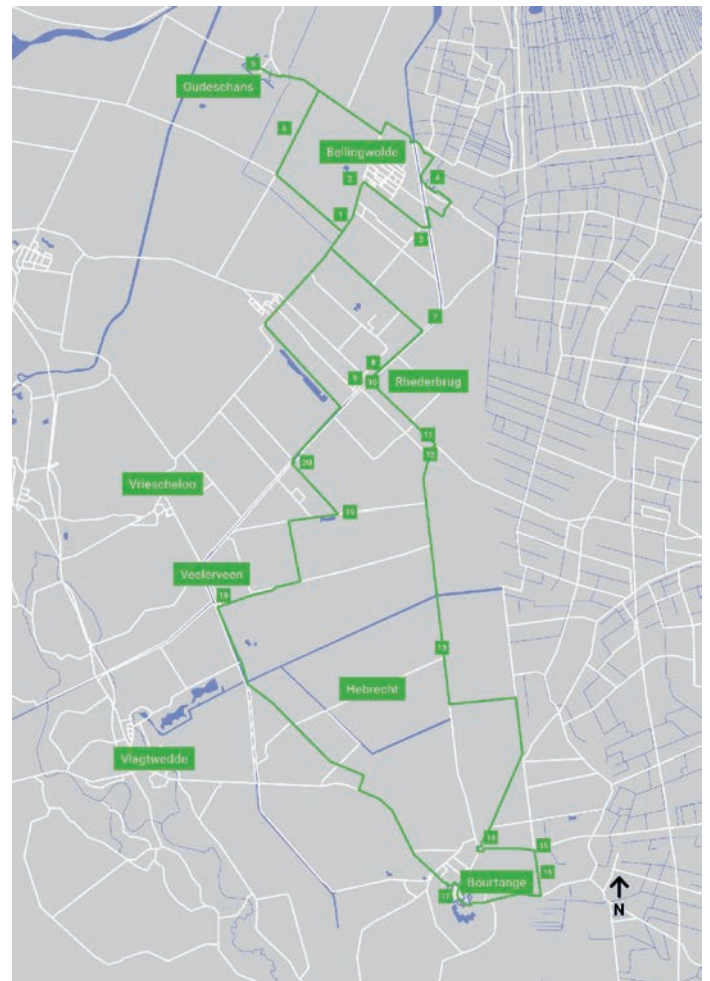 5
Oudeschans
6
Bellingwolde
2
4
1
3
7
8
9
10
Rhederbrug
11
12
20
Vriescheloo
19
Veelerveen
18
13
Hebrecht
Vlagtwedde
14
15
16
Bourtange
17
N